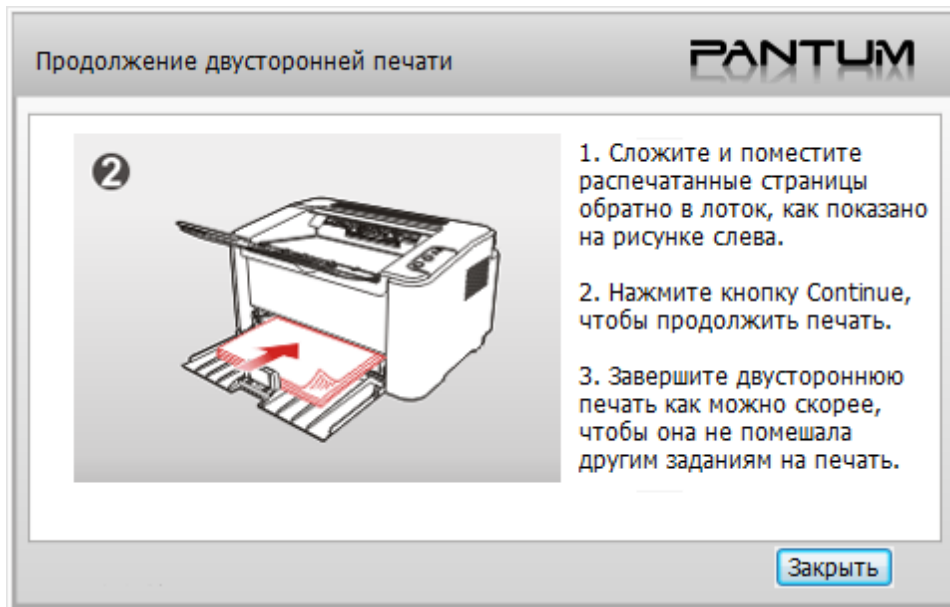 Продолжение двусторонней печати
PANTUM
2
1. Сложите и поместите
распечатанные страницы
обратно в лоток, как показано
на рисунке слева.
2. Нажмите кнопку Continue,
чтобы продолжить печать.
3. Завершите двустороннюю
печать как можно скорее,
чтобы она не помешала
другим заданиям на печать.
Закрыть